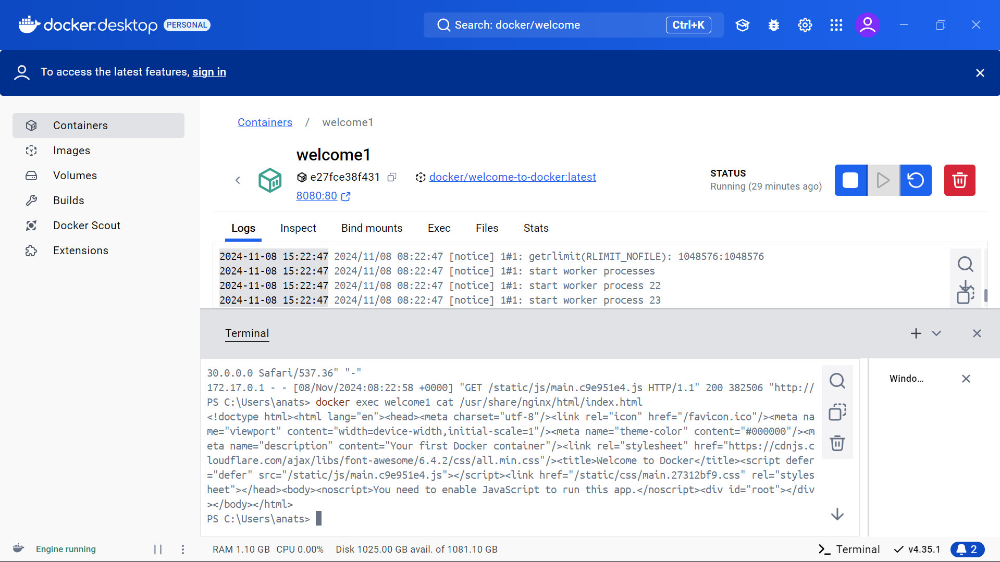 docker desktop PERSONAL
Search: docker/welcome
Ctrl+K
To access the latest features, sign in
Containers
Images
Volumes
Builds
Docker Scout
Extensions
Containers / welcome1
welcome1
e27fce38f431
docker/welcome-to-docker:latest
8080:80
STATUS
Running (29 minutes ago)
Logs
Inspect
Bind mounts
Exec
Files
Stats
2024-11-08 15:22:47 2024/11/08 08:22:47 [notice] 1#1: getrlimit(RLIMIT_NOFILE): 1048576:1048576
2024-11-08 15:22:47 2024/11/08 08:22:47 [notice] 1#1: start worker processes
2024-11-08 15:22:47 2024/11/08 08:22:47 [notice] 1#1: start worker process 22
2024-11-08 15:22:47 2024/11/08 08:22:47 [notice] 1#1: start worker process 23
Terminal
30.0.0.0 Safari/537.36" "-"
172.17.0.1 - - [08/Nov/2024:08:22:58 +0000] "GET /static/js/main.c9e951e4.js HTTP/1.1" 200 382506 "http://
PS C:\Users\anats> docker exec welcome1 cat /usr/share/nginx/html/index.html
<!doctype html><html lang="en"><head><meta charset="utf-8"/><link rel="icon" href="/favicon.ico"/><meta na
me="viewport" content="width=device-width,initial-scale=1"/><meta name="theme-color" content="#000000"/><m
eta name="description" content="Your first Docker container"/><link rel="stylesheet" href="https://cdnjs.c
loudflare.com/ajax/libs/font-awesome/6.4.2/css/all.min.css"/><title>Welcome to Docker</title><script defer
="defer" src="/static/js/main.c9e951e4.js"></script><link href="/static/css/main.27312bf9.css" rel="styles
heet"></head><body><noscript>You need to enable JavaScript to run this app.</noscript><div id="root"></div
></body></html>
PS C:\Users\anats>
Windo...
Engine running
RAM 1.10 GB CPU 0.00% Disk 1025.00 GB avail. of 1081.10 GB
Terminal
v4.35.1
2